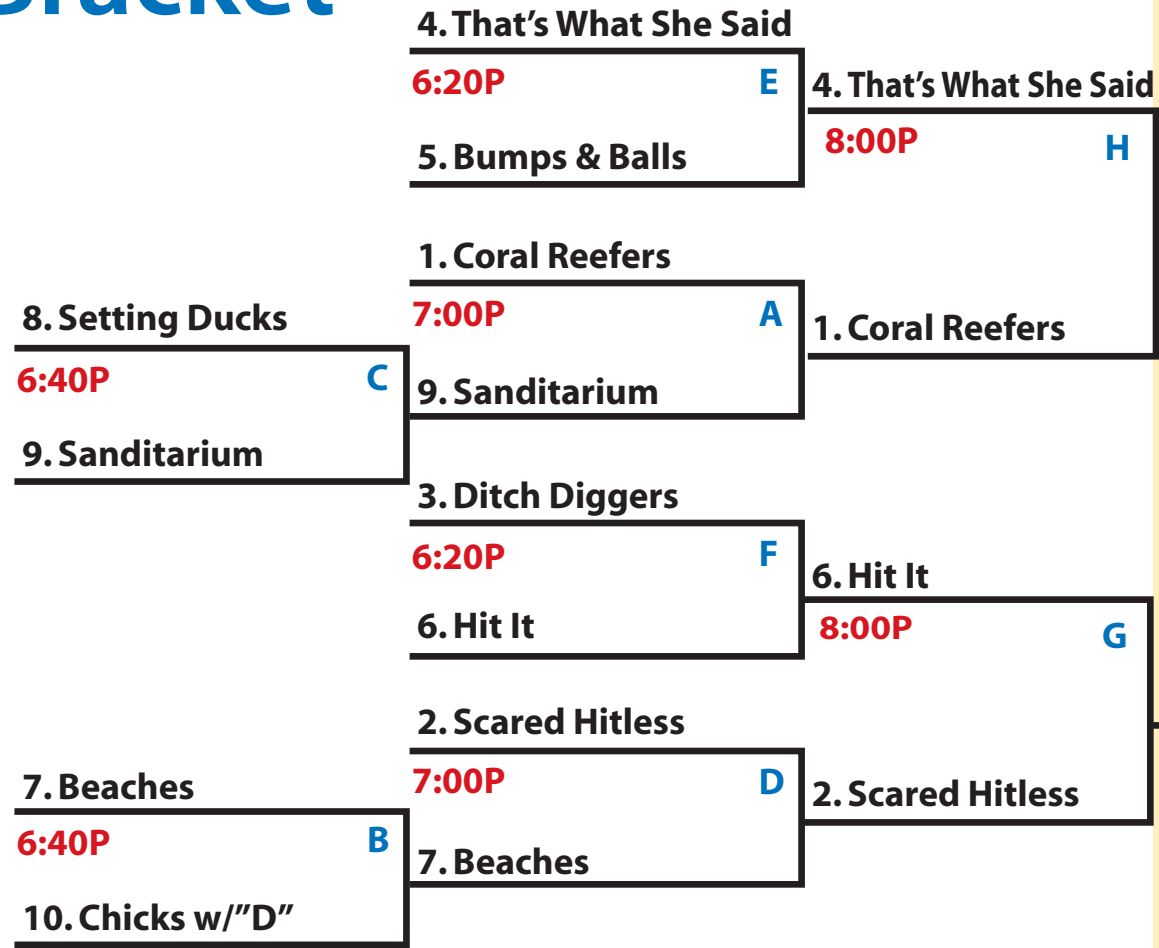 Bracket
4. That's What She Said
6:20P E
5. Bumps & Balls
4. That's What She Said
8:00P H
1. Coral Reefers
1. Coral Reefers
7:00P A
9. Sanditarium
8. Setting Ducks
6:40P C
9. Sanditarium
3. Ditch Diggers
6:20P F
6. Hit It
6. Hit It
8:00P G
2. Scared Hitless
2. Scared Hitless
7:00P D
7. Beaches
7. Beaches
6:40P B
10. Chicks w/"D"